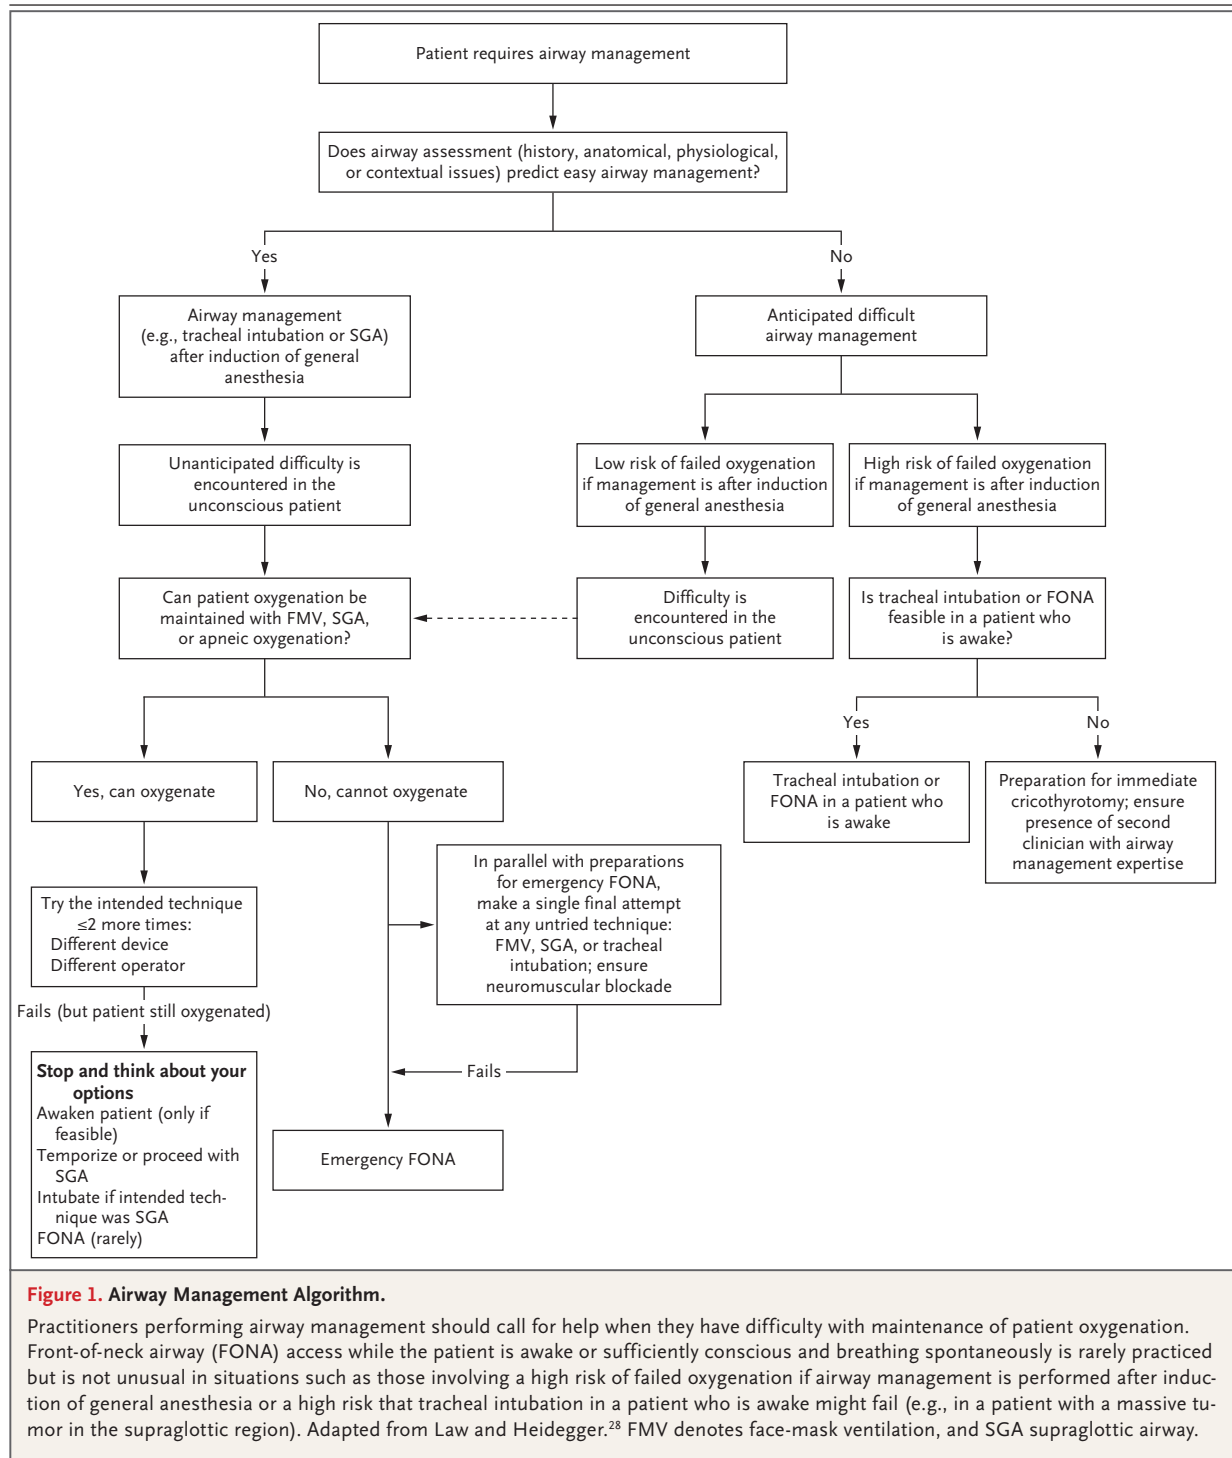 Patient requires airway management
Does airway assessment (history, anatomical, physiological,
or contextual issues) predict easy airway management?
Yes
No
Airway management
(e.g., tracheal intubation or SGA)
after induction of general
anesthesia
Anticipated difficult
airway management
Unanticipated difficulty is
encountered in the
unconscious patient
Low risk of failed oxygenation
if management is after induction
of general anesthesia
High risk of failed oxygenation
if management is after induction
of general anesthesia
Can patient oxygenation be
maintained with FMV, SGA,
or apneic oxygenation?
Difficulty is
encountered in the
unconscious patient
Is tracheal intubation or FONA
feasible in a patient who
is awake?
Yes
No
Yes, can oxygenate
No, cannot oxygenate
Tracheal intubation or
FONA in a patient who
is awake
Preparation for immediate
cricothyrotomy; ensure
presence of second
clinician with airway
management expertise
Try the intended technique
≤2 more times:
Different device
Different operator
In parallel with preparations
for emergency FONA,
make a single final attempt
at any untried technique:
FMV, SGA, or tracheal
intubation; ensure
neuromuscular blockade
Fails (but patient still oxygenated)
Fails
Stop and think about your
options
Awaken patient (only if
feasible)
Temporize or proceed with
SGA
Intubate if intended tech-
nique was SGA
FONA (rarely)
Emergency FONA
Figure 1. Airway Management Algorithm.
Practitioners performing airway management should call for help when they have difficulty with maintenance of patient oxygenation.
Front-of-neck airway (FONA) access while the patient is awake or sufficiently conscious and breathing spontaneously is rarely practiced
but is not unusual in situations such as those involving a high risk of failed oxygenation if airway management is performed after induc-
tion of general anesthesia or a high risk that tracheal intubation in a patient who is awake might fail (e.g., in a patient with a massive tu-
mor in the supraglottic region). Adapted from Law and Heidegger.28 FMV denotes face-mask ventilation, and SGA supraglottic airway.